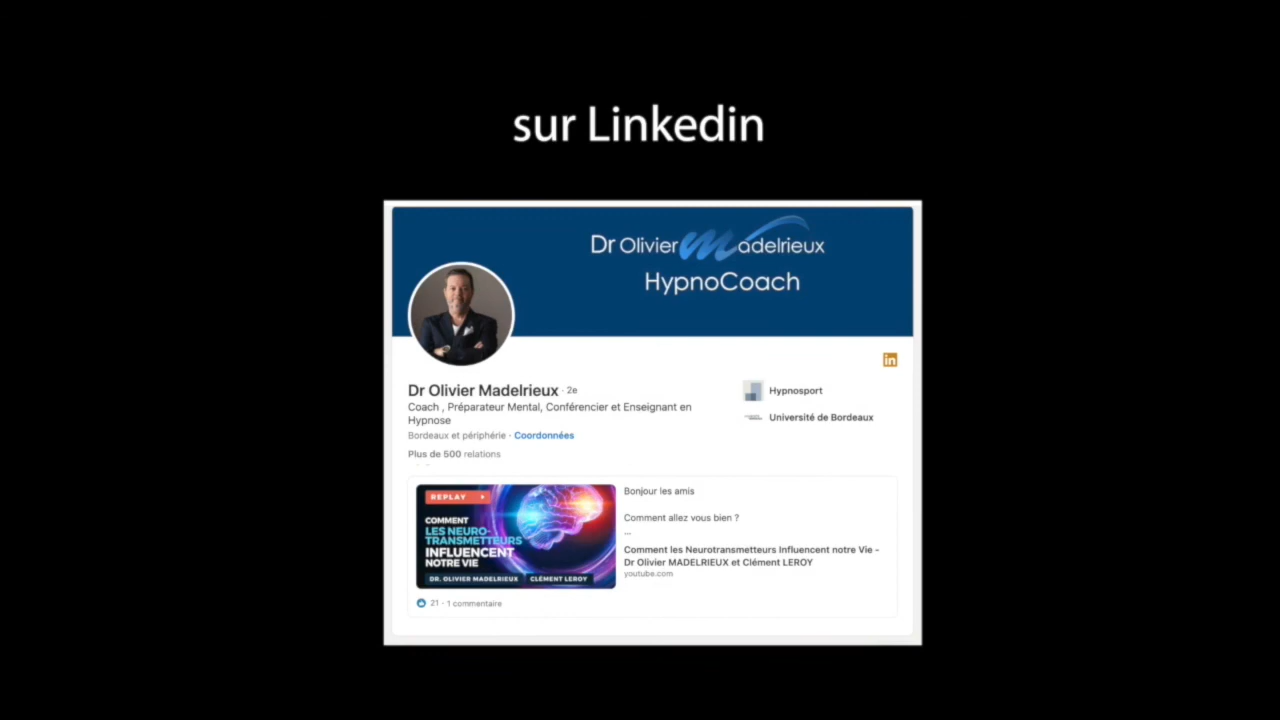 sur Linkedin
Dr Olivier Madelrieux
HypnoCoach
in
Dr Olivier Madelrieux · 2e
Coach , Préparateur Mental, Conférencier et Enseignant en
Hypnose
Bordeaux et périphérie · Coordonnées
Plus de 500 relations
Hypnosport
Université de Bordeaux
REPLAY
COMMENT
LES NEURO-
TRANSMETTEURS
INFLUENCENT
NOTRE VIE
DR. OLIVIER MADELRIEUX
CLÉMENT LEROY
Bonjour les amis
Comment allez vous bien ?
...
Comment les Neurotransmetteurs Influencent notre Vie -
Dr Olivier MADELRIEUX et Clément LEROY
youtube.com
21 · 1 commentaire